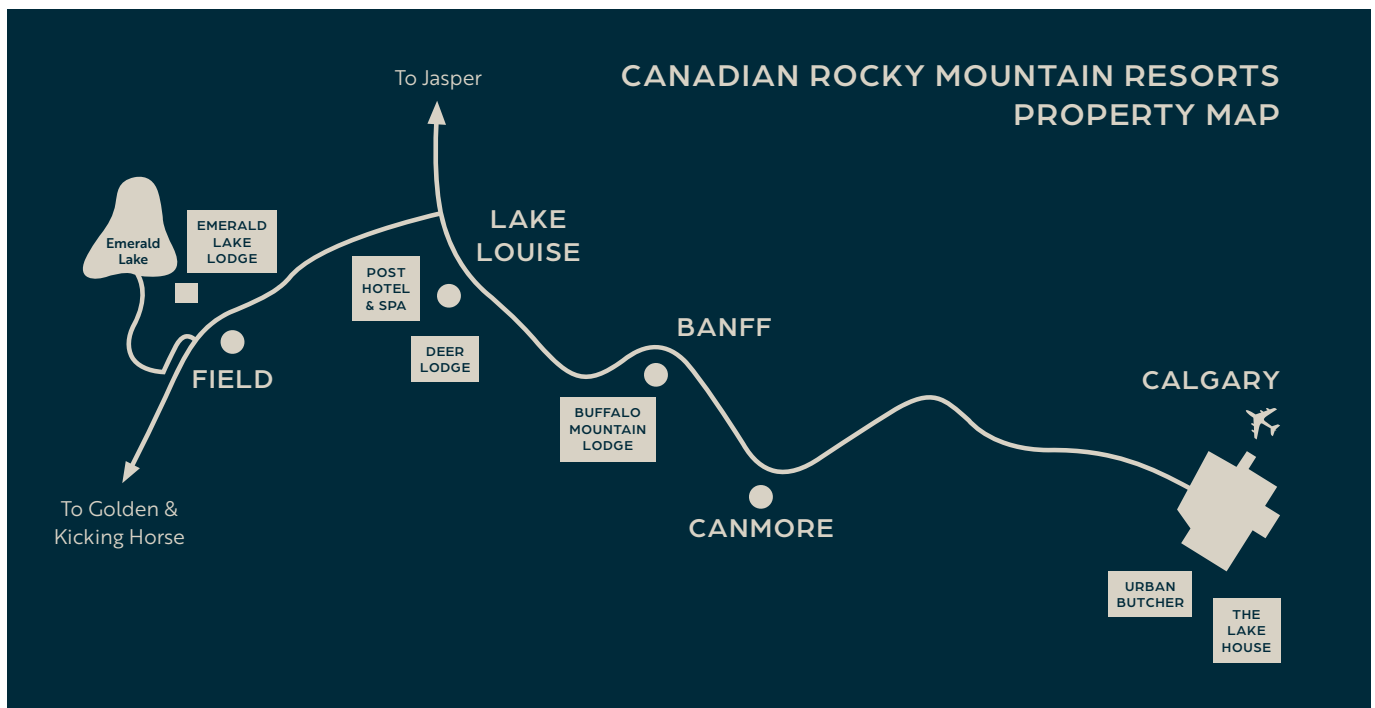 To Jasper
CANADIAN ROCKY MOUNTAIN RESORTS
PROPERTY MAP
LAKE
LOUISE
EMERALD
LAKE
LODGE
Emerald
Lake
POST
HOTEL
& SPA
DEER
LODGE
BANFF
FIELD
BUFFALO
MOUNTAIN
LODGE
CALGARY
To Golden &
Kicking Horse
CANMORE
URBAN
BUTCHER
THE
LAKE
HOUSE